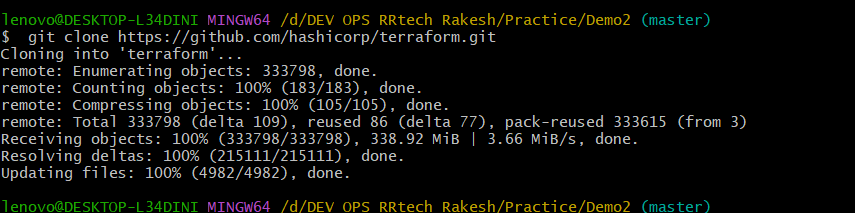 lenovo@DESKTOP-L34DINI MINGW64 /d/DEV OPS RRtech Rakesh/Practice/Demo2 (master)
$  git clone https://github.com/hashicorp/terraform.git
Cloning into 'terraform'...
remote: Enumerating objects: 333798, done.
remote: Counting objects: 100% (183/183), done.
remote: Compressing objects: 100% (105/105), done.
remote: Total 333798 (delta 109), reused 86 (delta 77), pack-reused 333615 (from 3)
Receiving objects: 100% (333798/333798), 338.92 MiB | 3.66 MiB/s, done.
Resolving deltas: 100% (215111/215111), done.
Updating files: 100% (4982/4982), done.
lenovo@DESKTOP-L34DINI MINGW64 /d/DEV OPS RRtech Rakesh/Practice/Demo2 (master)